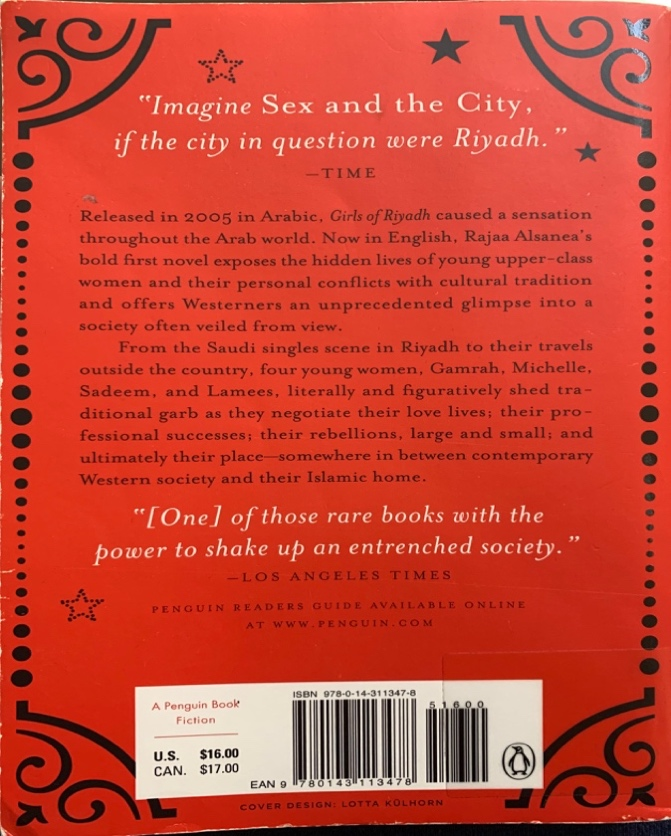 "Imagine Sex and the City,
if the city in question were Riyadh."
—TIME
Released in 2005 in Arabic, Girls of Riyadh caused a sensation
throughout the Arab world. Now in English, Rajaa Alsanea's
bold first novel exposes the hidden lives of young upper-class
women and their personal conflicts with cultural tradition
and offers Westerners an unprecedented glimpse into a
society often veiled from view.
From the Saudi singles scene in Riyadh to their travels
outside the country, four young women, Gamrah, Michelle,
Sadeem, and Lamees, literally and figuratively shed tra-
ditional garb as they negotiate their love lives; their pro-
fessional successes; their rebellions, large and small; and
ultimately their place—somewhere in between contemporary
Western society and their Islamic home.
"[One] of those rare books with the
power to shake up an entrenched society."
—LOS ANGELES TIMES
PENGUIN READERS GUIDE AVAILABLE ONLINE
AT WWW.PENGUIN.COM
A Penguin Book
Fiction
U.S. $16.00
CAN. $17.00
ISBN 978-0-14-311347-8
51600
EAN 9 780143 113478
COVER DESIGN: LOTTA KÜLHORN